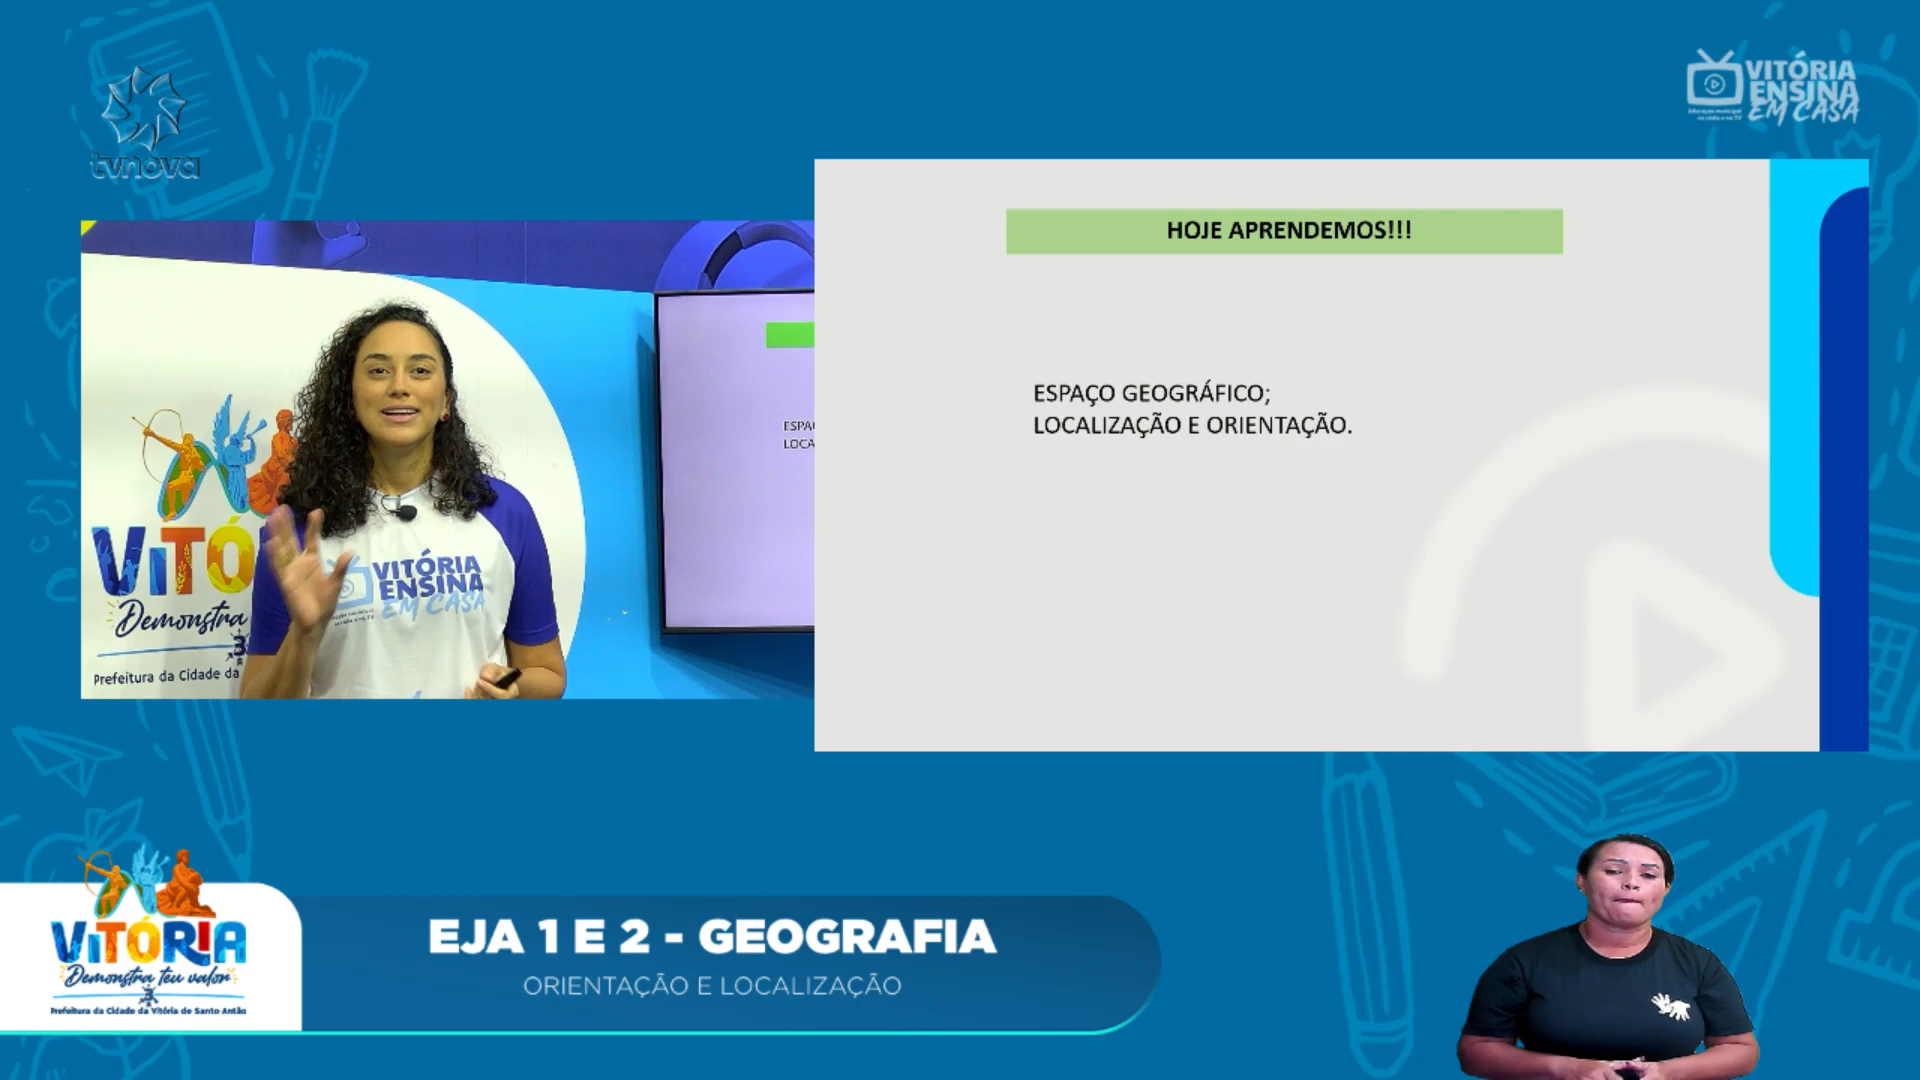 tvnova
VITÓRIA
ENSINA
EM CASA
HOJE APRENDEMOS!!!
ESPAÇO GEOGRÁFICO;
LOCALIZAÇÃO E ORIENTAÇÃO.
ESPA
LOCA
VITÓ
Demonstra
Prefeitura da Cidade da
VITÓRIA
ENSINA
EM CASA
EJA 1 E 2 - GEOGRAFIA
ORIENTAÇÃO E LOCALIZAÇÃO
VITÓRIA
Demonstra teu valor
Prefeitura da Cidade da Vitória de Santo Antão